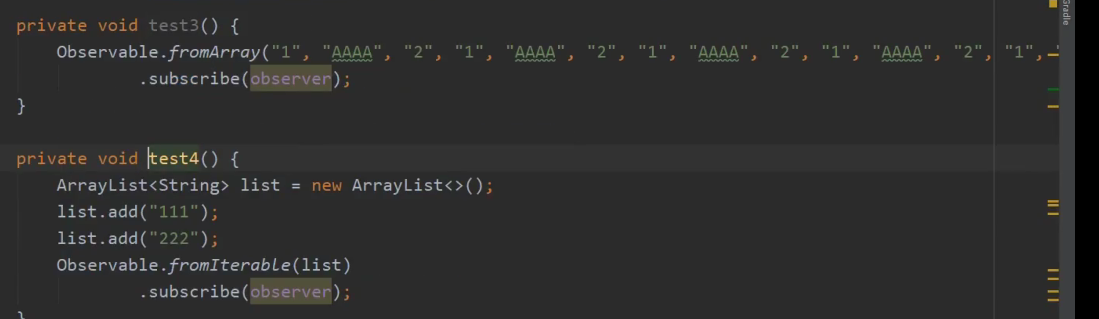 private void test3() {
Observable.fromArray("1", "AAAA", "2", "1", "AAAA", "2", "1", "AAAA", "2", "1", "AAAA", "2", "1",
.subscribe(observer);
}
private void test4() {
ArrayList<String> list = new ArrayList<>();
list.add("111");
list.add("222");
Observable.fromIterable(list)
.subscribe(observer);
}
Gradle